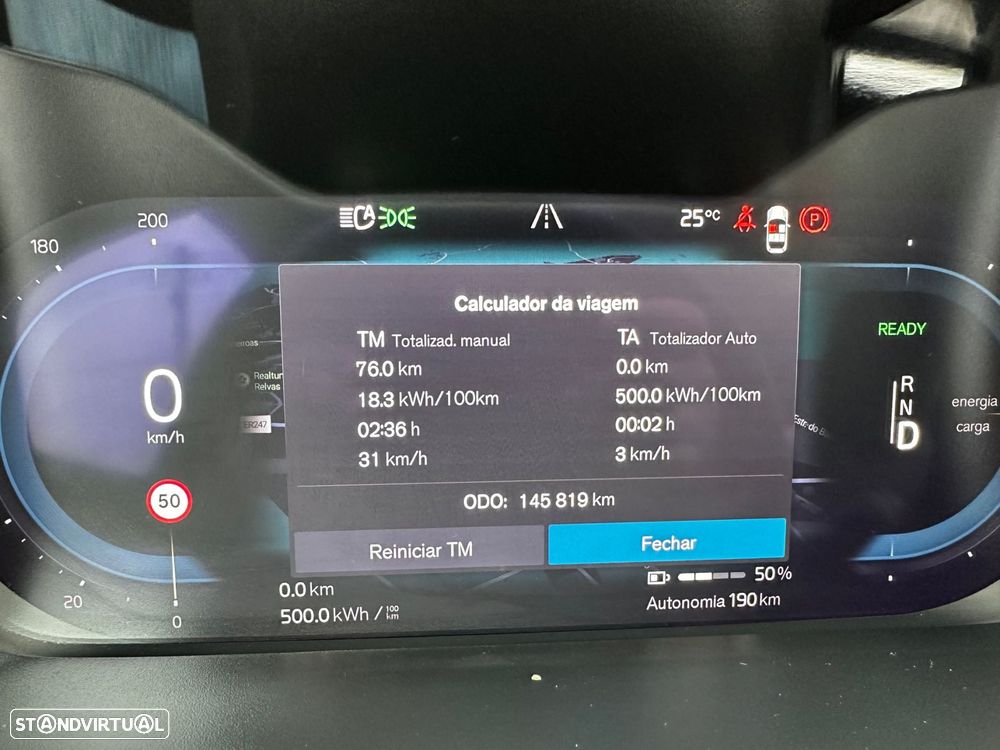 200
180
25°C
P
Calculador da viagem
TM Totalizad. manual
76.0 km
18.3 kWh/100km
02:36 h
31 km/h
TA Totalizador Auto
0.0 km
500.0 kWh/100km
00:02 h
3 km/h
ODO: 145 819 km
Reiniciar TM
Fechar
0
km/h
50
20
0
Relvas
ER247
READY
R
N
D
energia
carga
0.0 km
500.0 kWh / 100 km
50%
Autonomia 190 km
STANDVIRTUAL